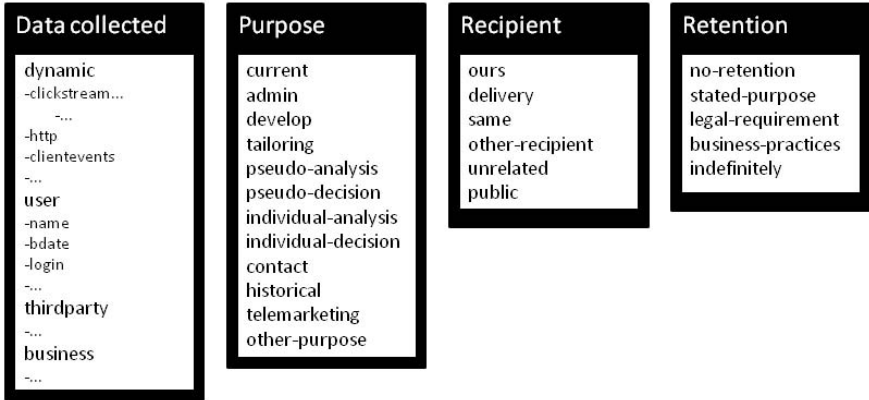 Data collected
dynamic
-clickstream...
-...
-http
-clientevents
-...
user
-name
-bdate
-login
-...
thirdparty
-...
business
-...
Purpose
current
admin
develop
tailoring
pseudo-analysis
pseudo-decision
individual-analysis
individual-decision
contact
historical
telemarketing
other-purpose
Recipient
ours
delivery
same
other-recipient
unrelated
public
Retention
no-retention
stated-purpose
legal-requirement
business-practices
indefinitely